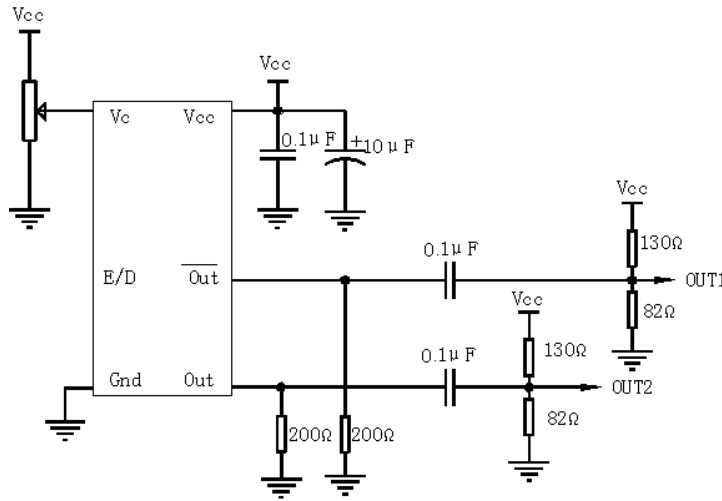 Vcc
Vcc
Vc
Vcc
0.1μF
+
10μF
Vcc
130Ω
0.1μF
E/D
Out
OUT1
82Ω
Vcc
130Ω
0.1μF
Gnd
Out
OUT2
82Ω
200Ω
200Ω